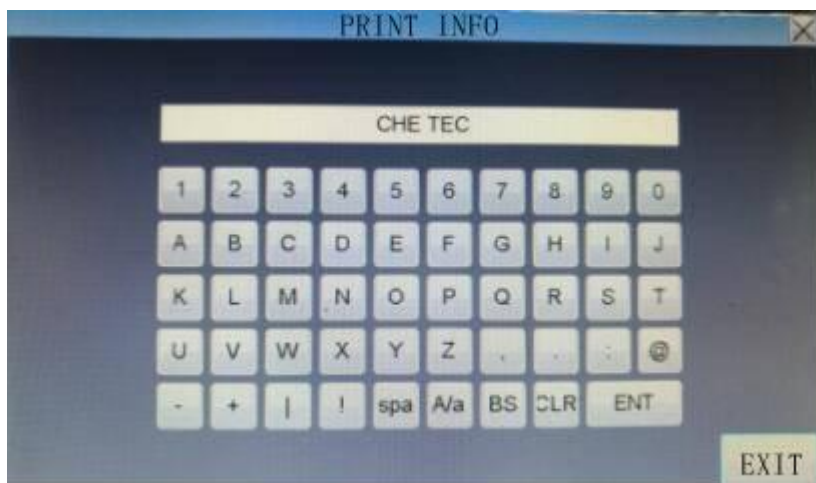 PRINT INFO
CHE TEC
1 2 3 4 5 6 7 8 9 0
A B C D E F G H I J
K L M N O P Q R S T
U V W X Y Z , . : @
- + | ! spa A/a BS CLR ENT
EXIT